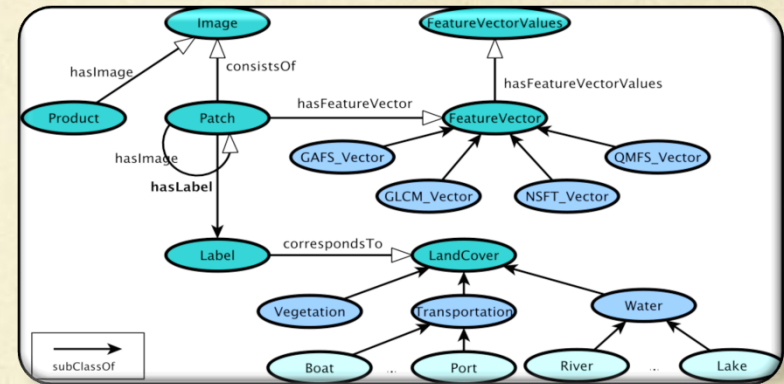 Image
FeatureVectorValues
hasImage
consistsOf
hasFeatureVectorValues
Product
Patch
hasFeatureVector
FeatureVector
hasImage
GAFS_Vector
QMFS_Vector
hasLabel
GLCM_Vector
NSFT_Vector
Label
correspondsTo
LandCover
Vegetation
Transportation
Water
subClassOf
Boat
...
Port
River
...
Lake